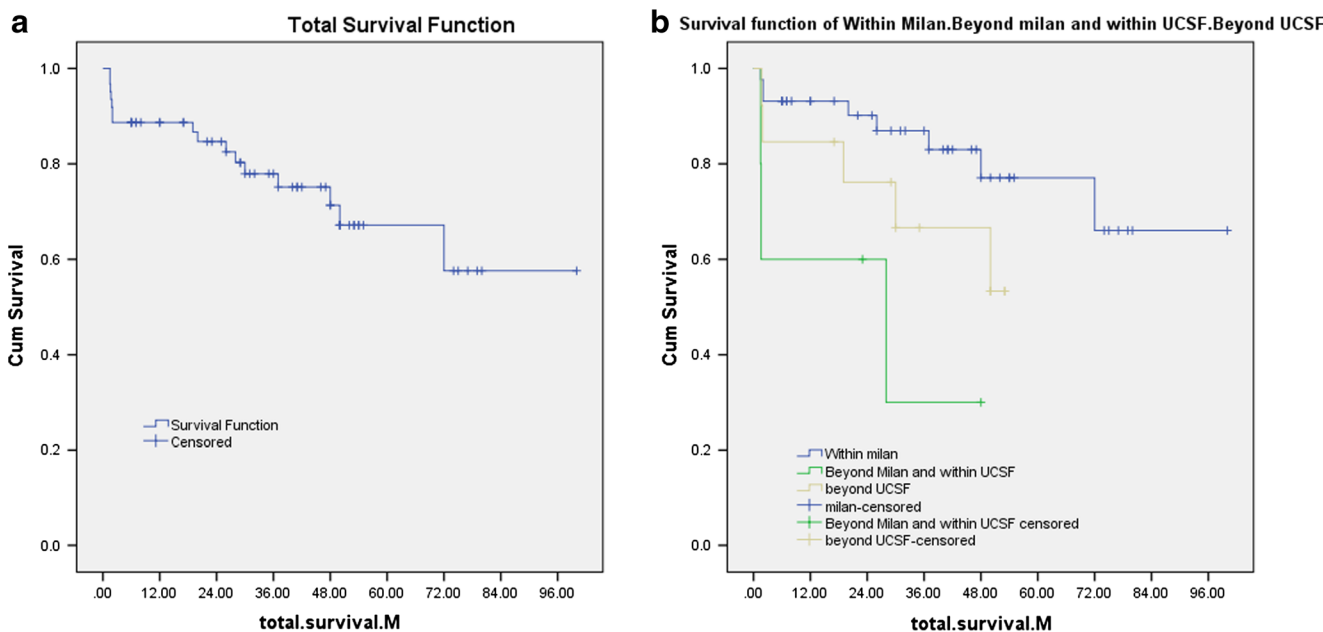 a
Total Survival Function
Cum Survival
1.0
0.8
0.6
0.4
0.2
0.0
Survival Function
Censored
.00 12.00 24.00 36.00 48.00 60.00 72.00 84.00 96.00
total.survival.M
b
Survival function of Within Milan.Beyond milan and within UCSF.Beyond UCSF
Cum Survival
1.0
0.8
0.6
0.4
0.2
0.0
Within milan
Beyond Milan and within UCSF
beyond UCSF
milan-censored
Beyond Milan and within UCSF censored
beyond UCSF-censored
.00 12.00 24.00 36.00 48.00 60.00 72.00 84.00 96.00
total.survival.M